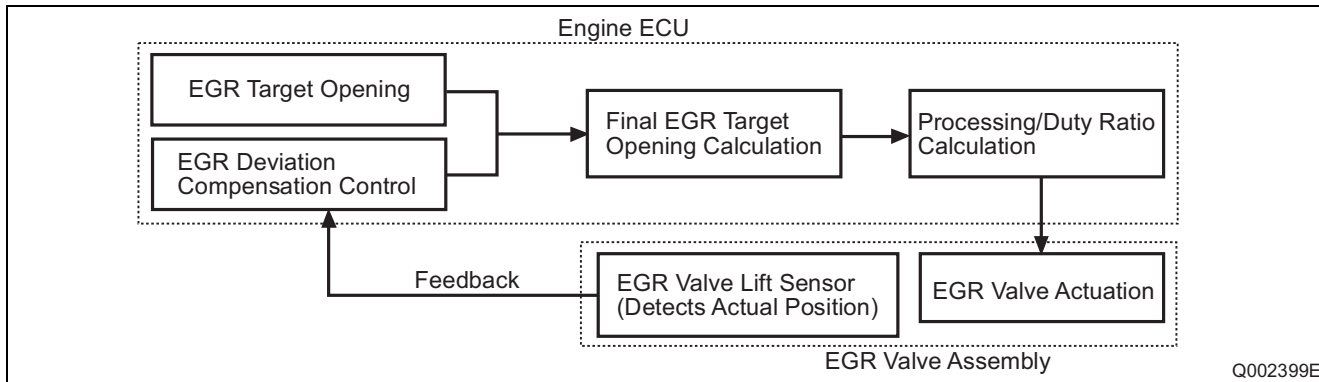 Engine ECU
EGR Target Opening
EGR Deviation
Compensation Control
Final EGR Target
Opening Calculation
Processing/Duty Ratio
Calculation
Feedback
EGR Valve Lift Sensor
(Detects Actual Position)
EGR Valve Actuation
EGR Valve Assembly
Q002399E